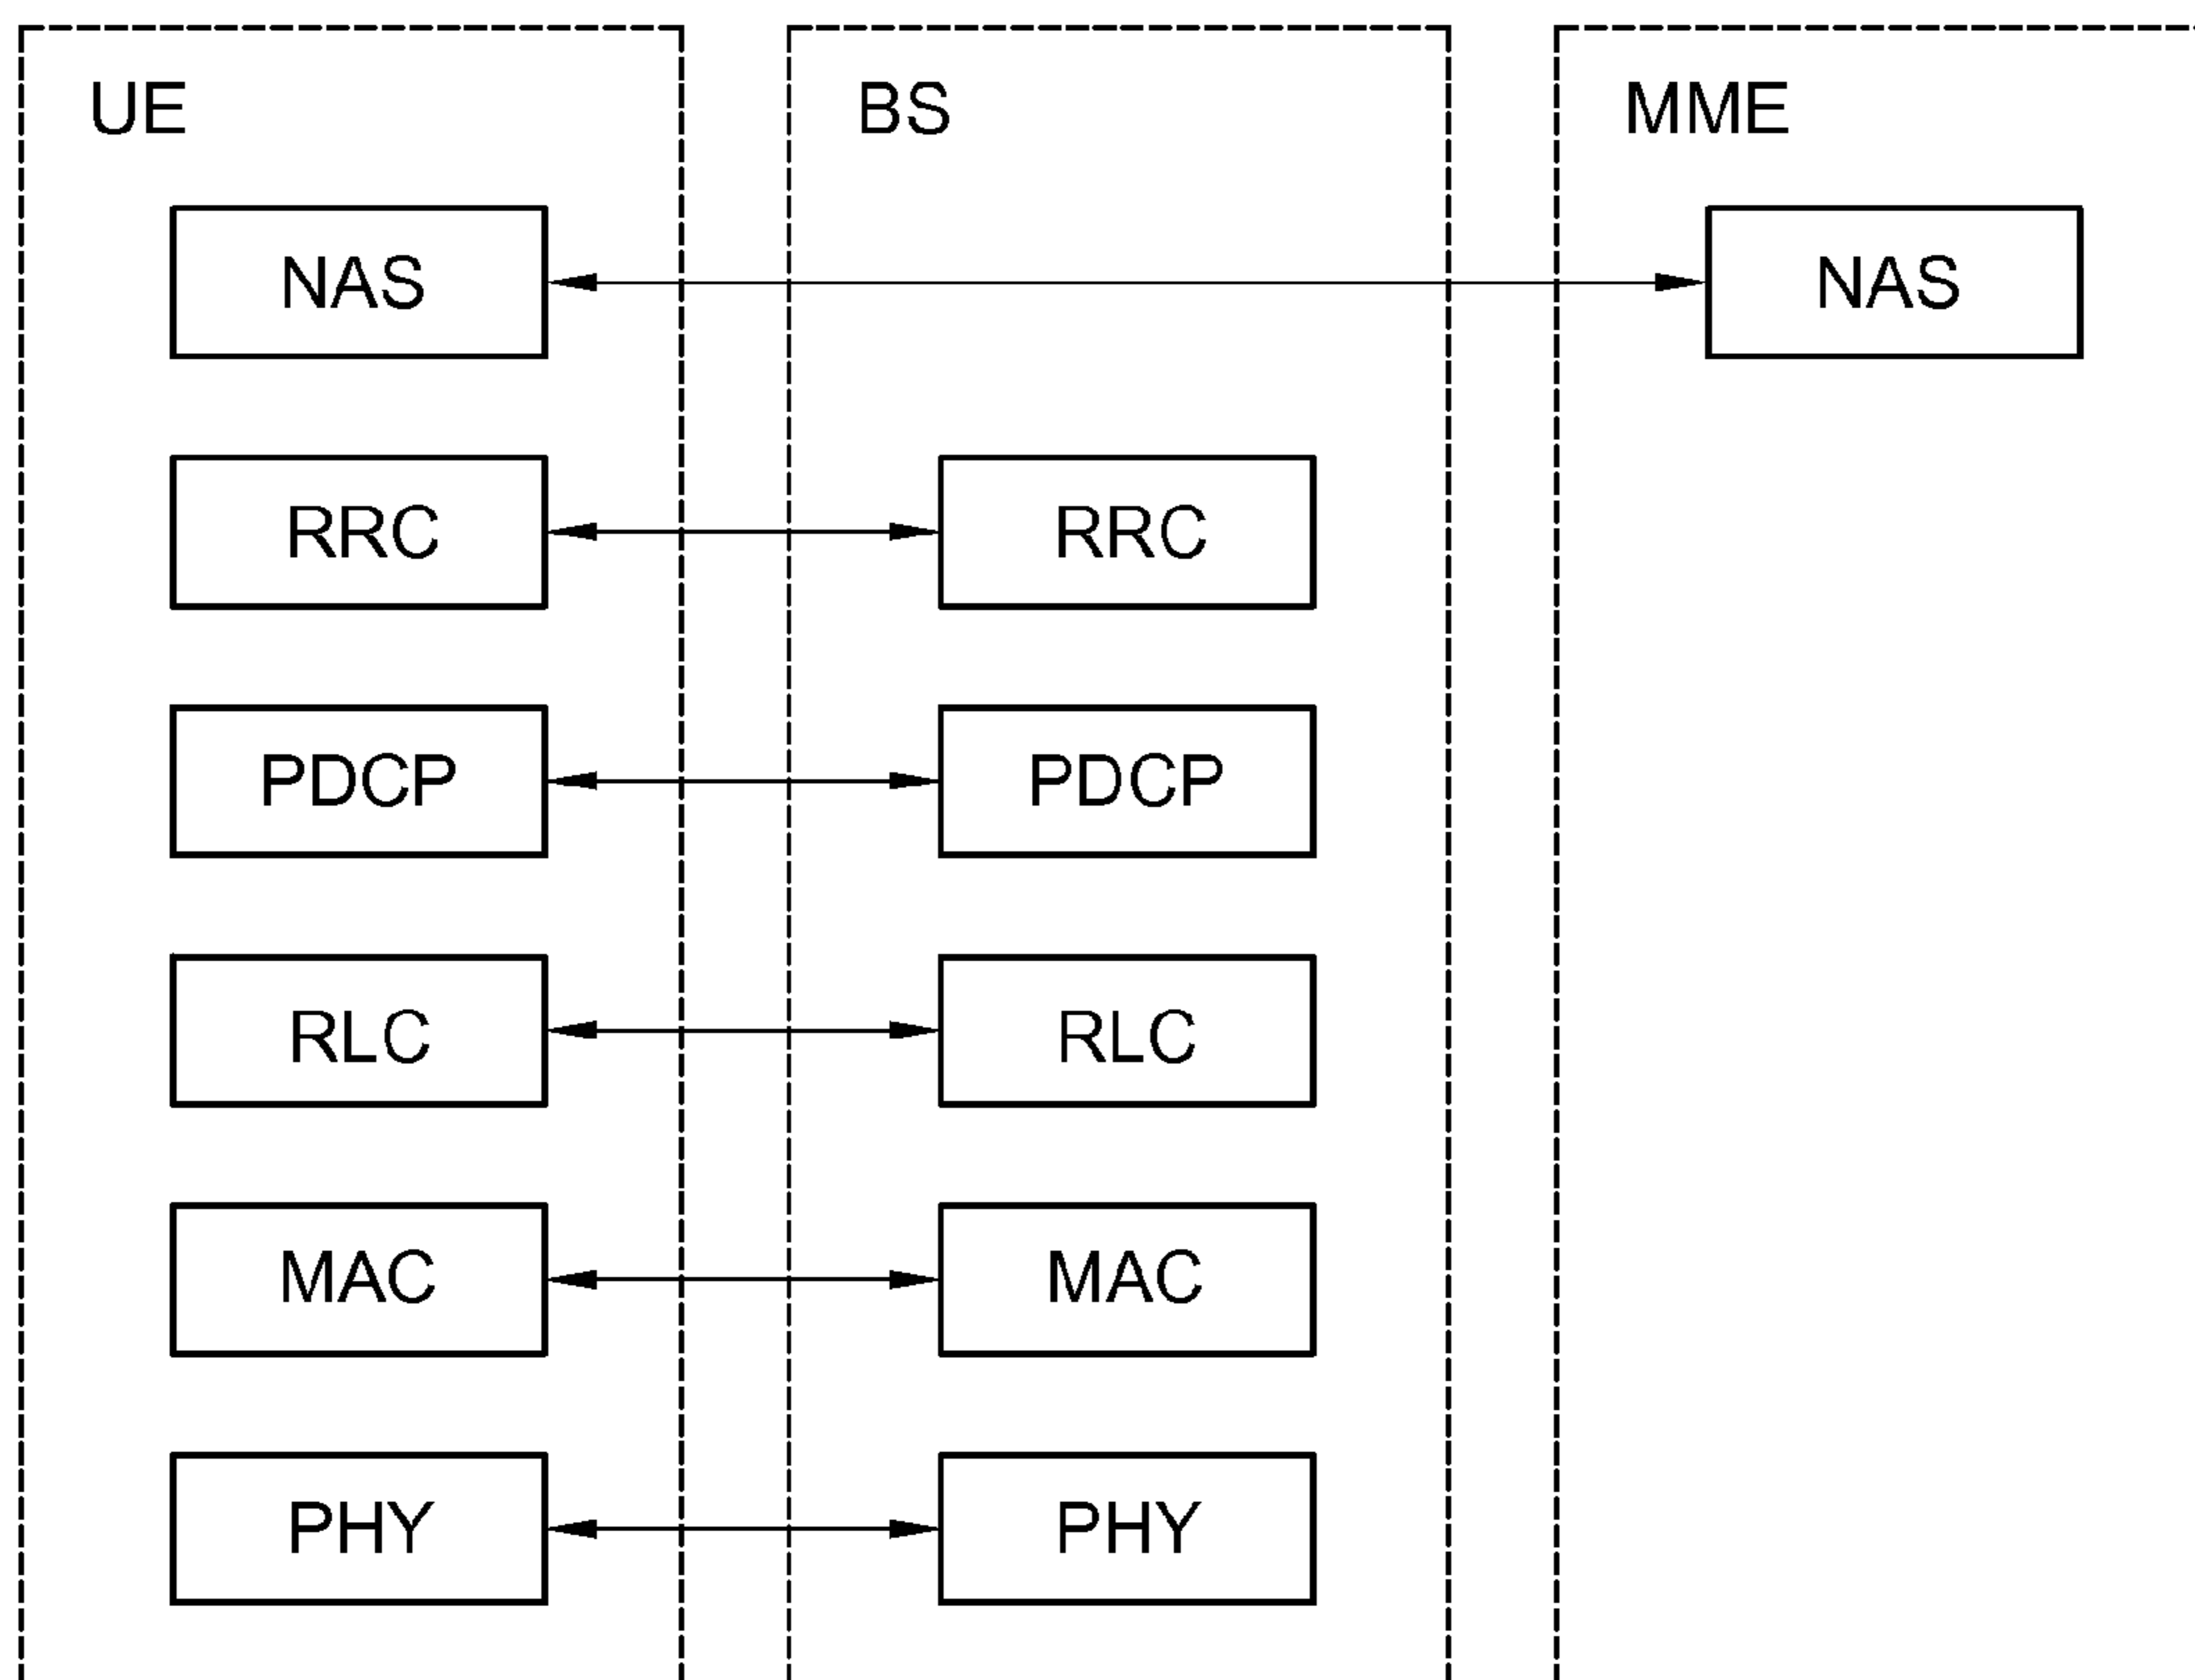 UE BS MME
NAS NAS
RRC RRC
PDCP PDCP
RLC RLC
MAC MAC
PHY PHY